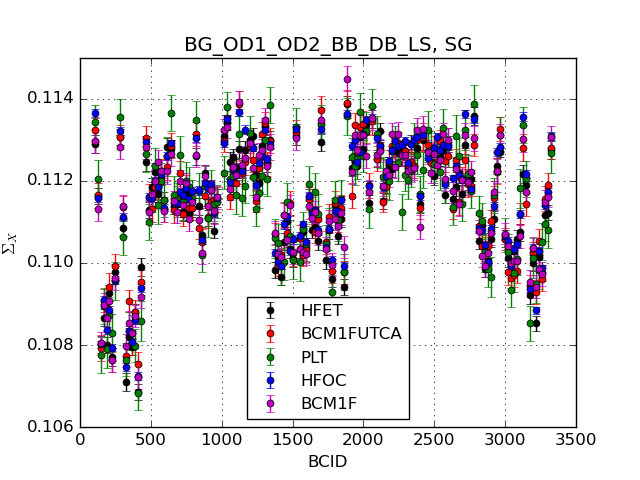 BG_OD1_OD2_BB_DB_LS, SG
0.114
0.112
0.110
0.108
0.106
Σ_X
HFET
BCM1FUTCA
PLT
HFOC
BCM1F
0 500 1000 1500 2000 2500 3000 3500
BCID